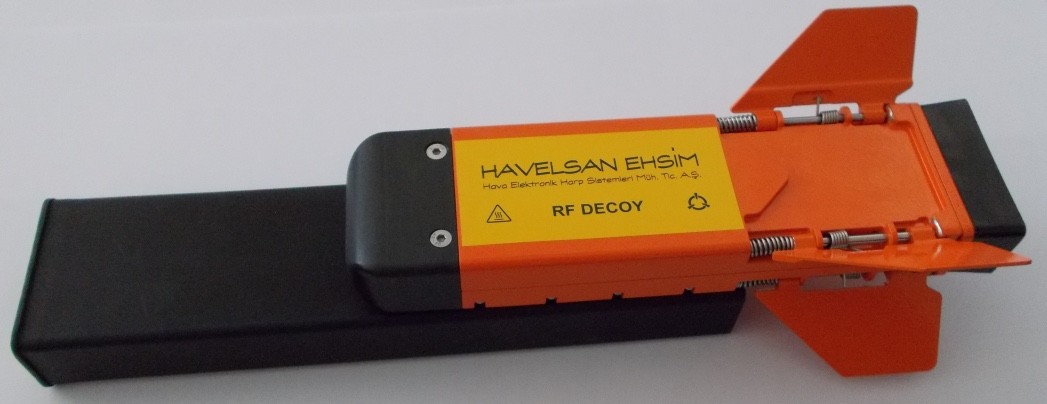 HAVELSAN EHSİM
Hava Elektronik Harp Sistemleri Müh. Tic. A.Ş.
RF DECOY